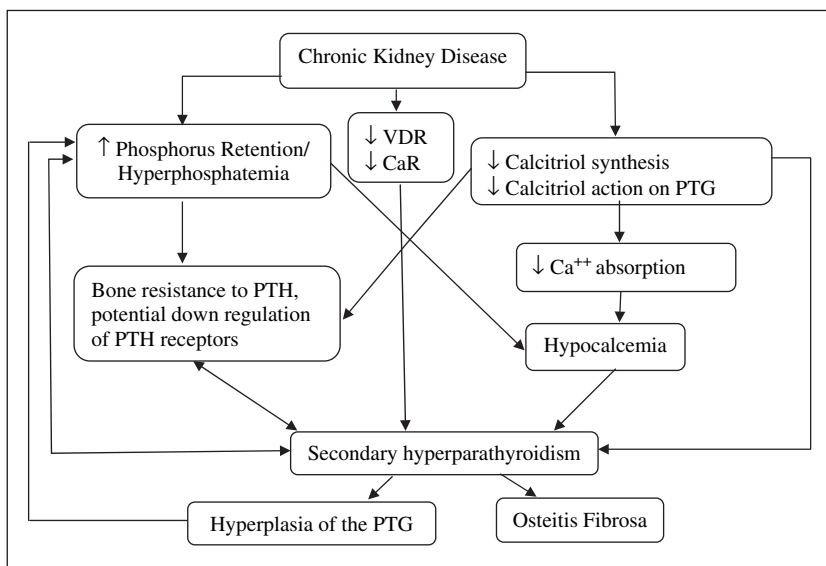 Chronic Kidney Disease
↑ Phosphorus Retention/
Hyperphosphatemia
↓ VDR
↓ CaR
↓ Calcitriol synthesis
↓ Calcitriol action on PTG
↓ Ca++ absorption
Bone resistance to PTH,
potential down regulation
of PTH receptors
Hypocalcemia
Secondary hyperparathyroidism
Hyperplasia of the PTG
Osteitis Fibrosa